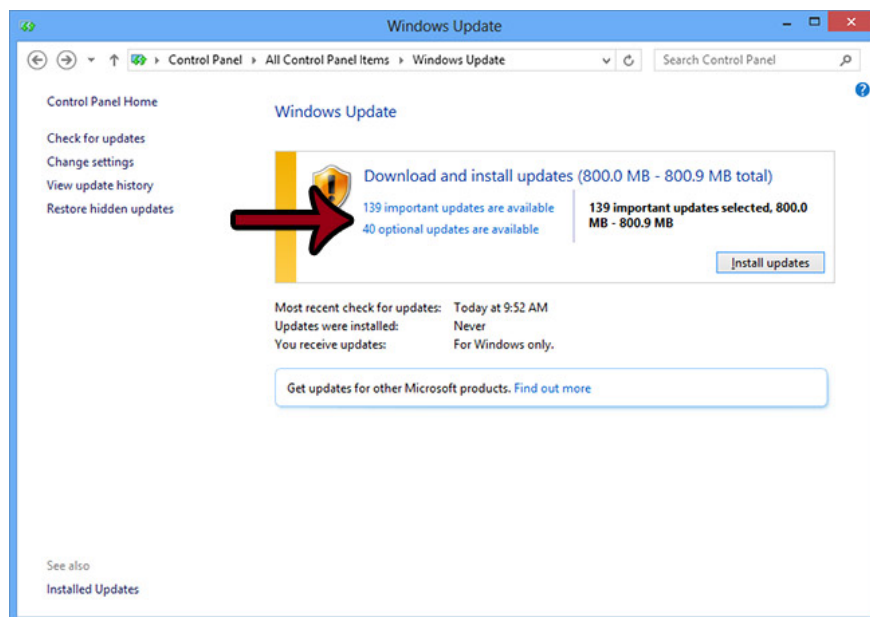 Windows Update
Control Panel ▸ All Control Panel Items ▸ Windows Update
Search Control Panel
Control Panel Home
Check for updates
Change settings
View update history
Restore hidden updates
Windows Update
Download and install updates (800.0 MB - 800.9 MB total)
139 important updates are available
40 optional updates are available
139 important updates selected, 800.0
MB - 800.9 MB
Install updates
Most recent check for updates: Today at 9:52 AM
Updates were installed: Never
You receive updates: For Windows only.
Get updates for other Microsoft products. Find out more
See also
Installed Updates